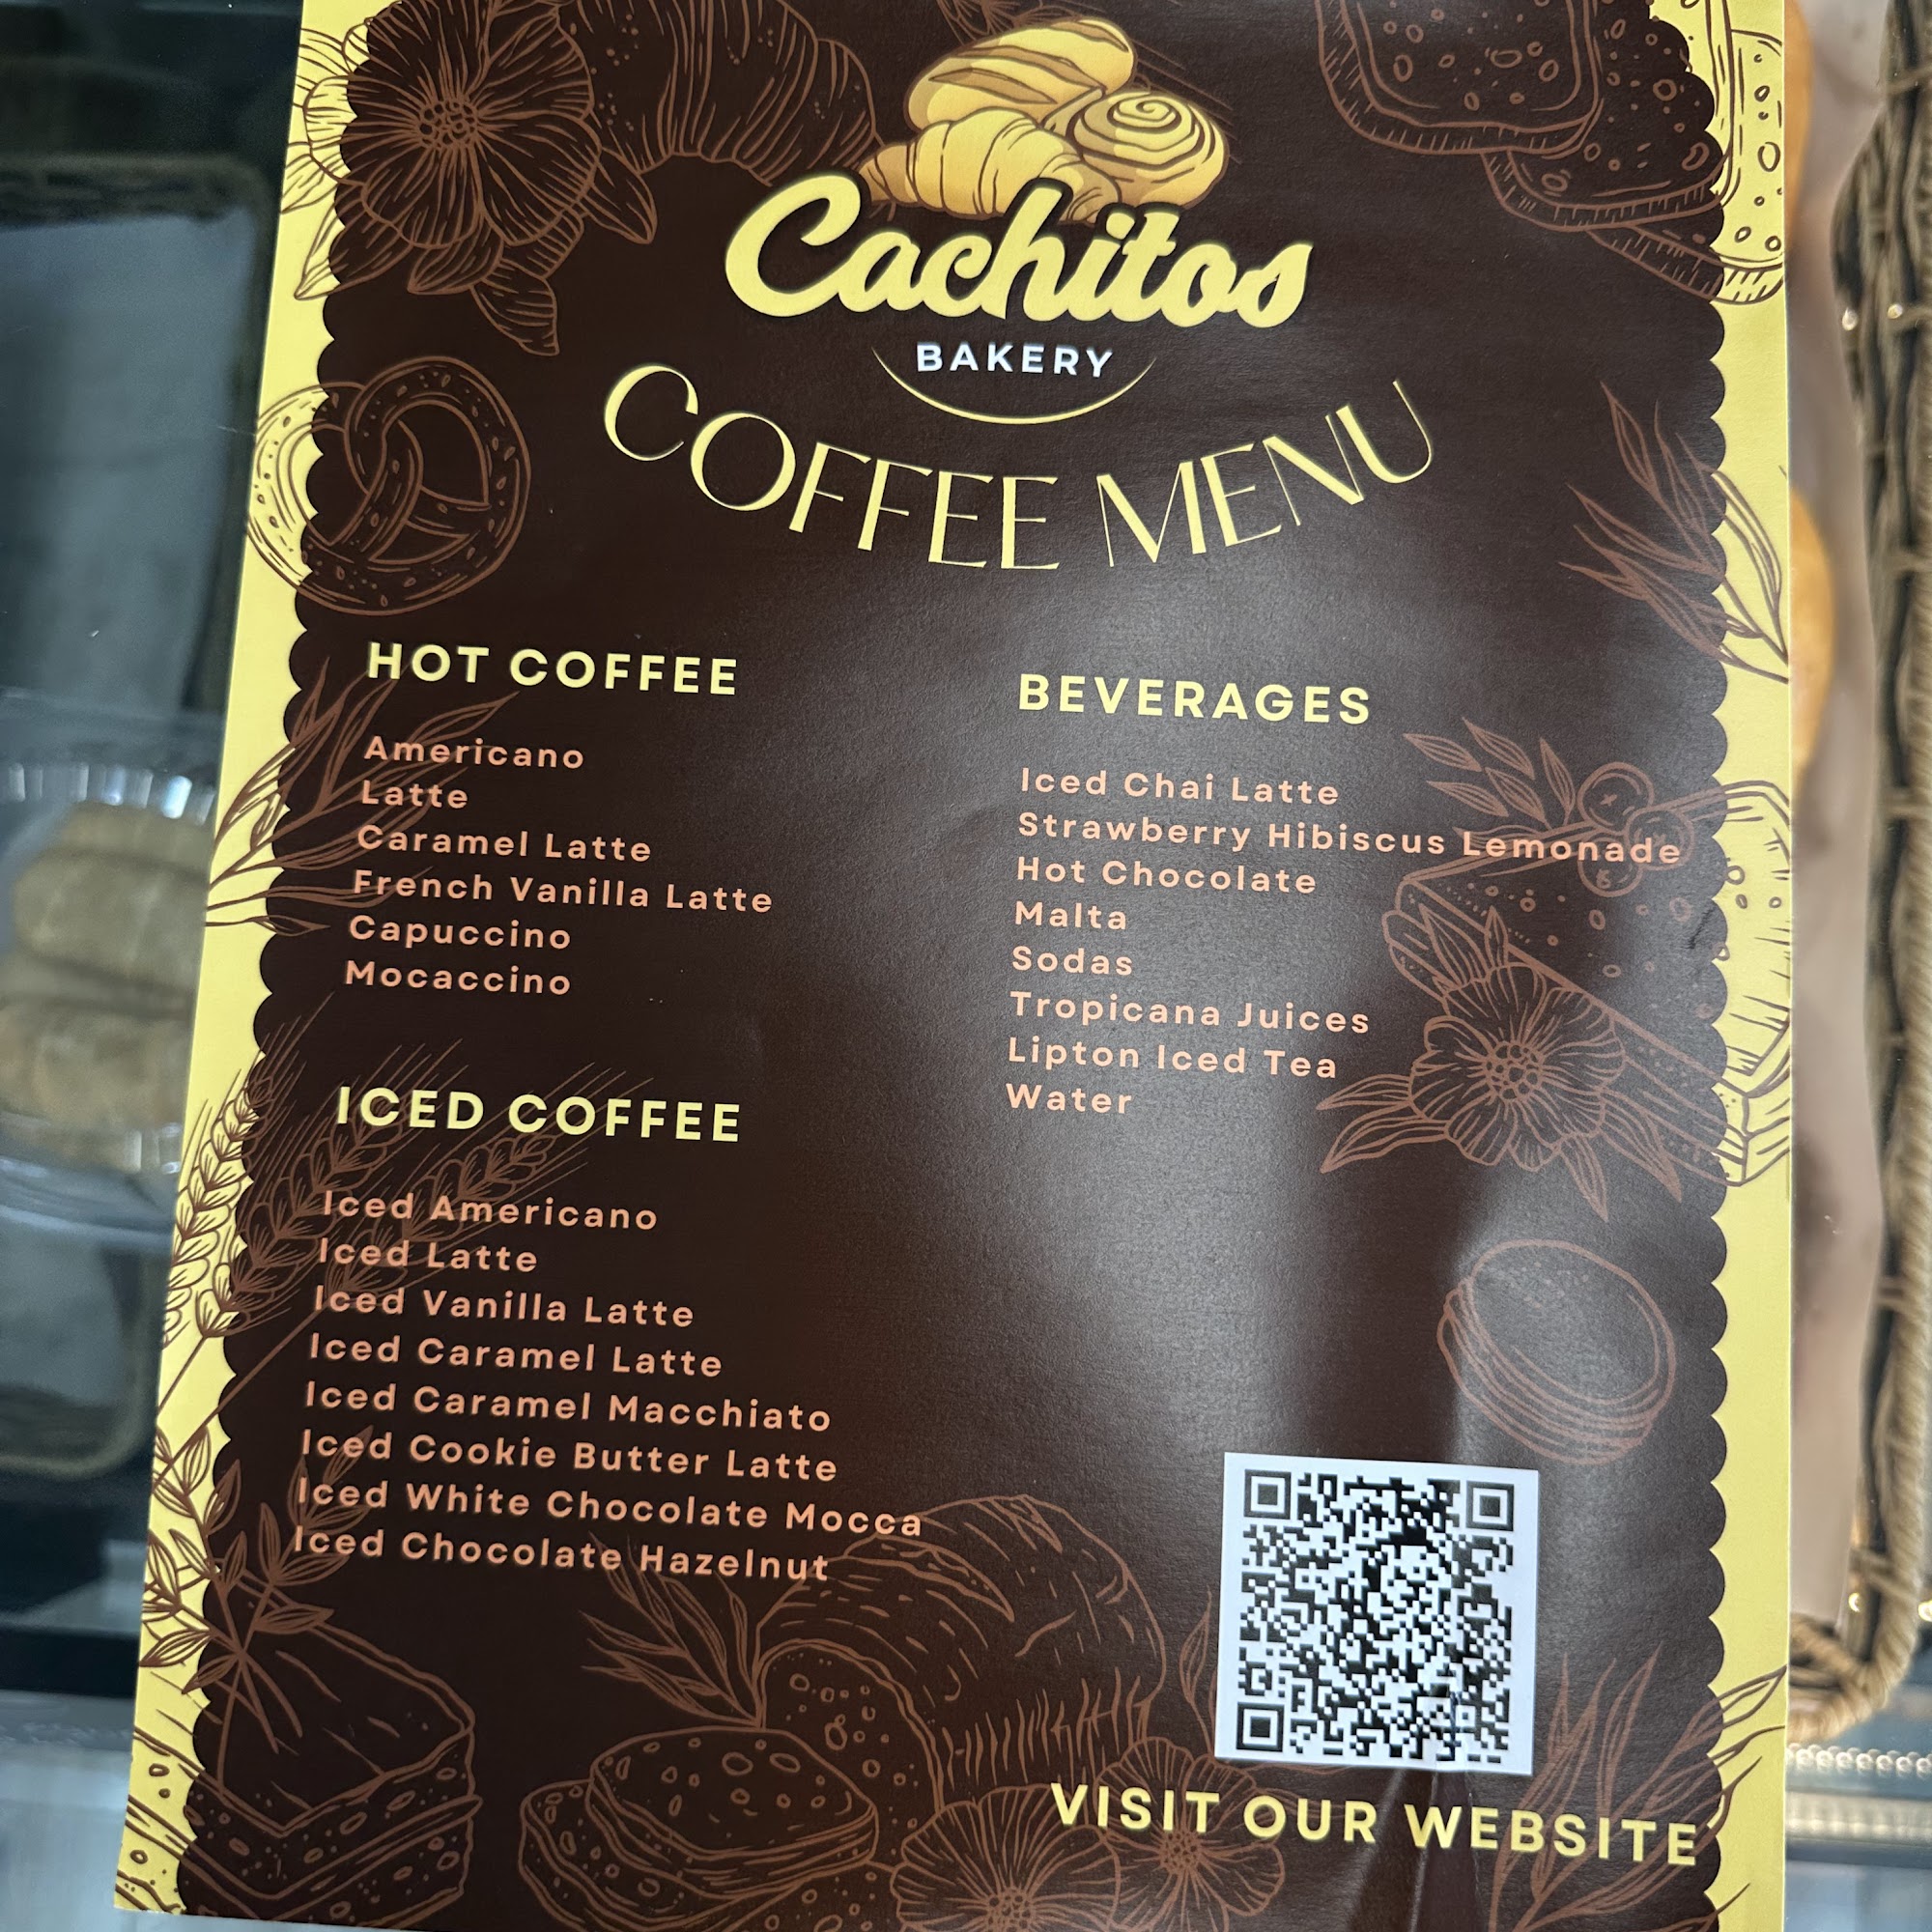 Cachitos
BAKERY
COFFEE MENU
HOT COFFEE
Americano
Latte
Caramel Latte
French Vanilla Latte
Capuccino
Mocaccino
ICED COFFEE
Iced Americano
Iced Latte
Iced Vanilla Latte
Iced Caramel Latte
Iced Caramel Macchiato
Iced Cookie Butter Latte
Iced White Chocolate Mocca
Iced Chocolate Hazelnut
BEVERAGES
Iced Chai Latte
Strawberry Hibiscus Lemonade
Hot Chocolate
Malta
Sodas
Tropicana Juices
Lipton Iced Tea
Water
VISIT OUR WEBSITE